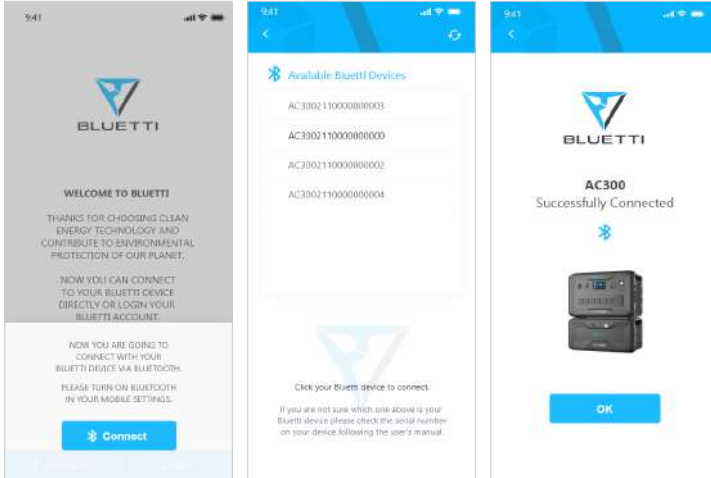 9:41
BLUETTI
WELCOME TO BLUETTI
THANKS FOR CHOOSING CLEAN
ENERGY TECHNOLOGY AND
CONTRIBUTE TO ENVIRONMENTAL
PROTECTION OF OUR PLANET.
NOW YOU CAN CONNECT
TO YOUR BLUETTI DEVICE
DIRECTLY OR LOGIN YOUR
BLUETTI ACCOUNT.
NOW YOU ARE GOING TO
CONNECT WITH YOUR
BLUETTI DEVICE VIA BLUETOOTH.
PLEASE TURN ON BLUETOOTH
IN YOUR MOBILE SETTINGS.
Connect
9:41
Available Bluetti Devices
AC3002110000000003
AC3002110000000000
AC3002110000000002
AC3002110000000004
Click your Bluetti device to connect.
If you are not sure which one above is your
Bluetti device please check the serial number
on your device following the user's manual.
9:41
BLUETTI
AC300
Successfully Connected
OK